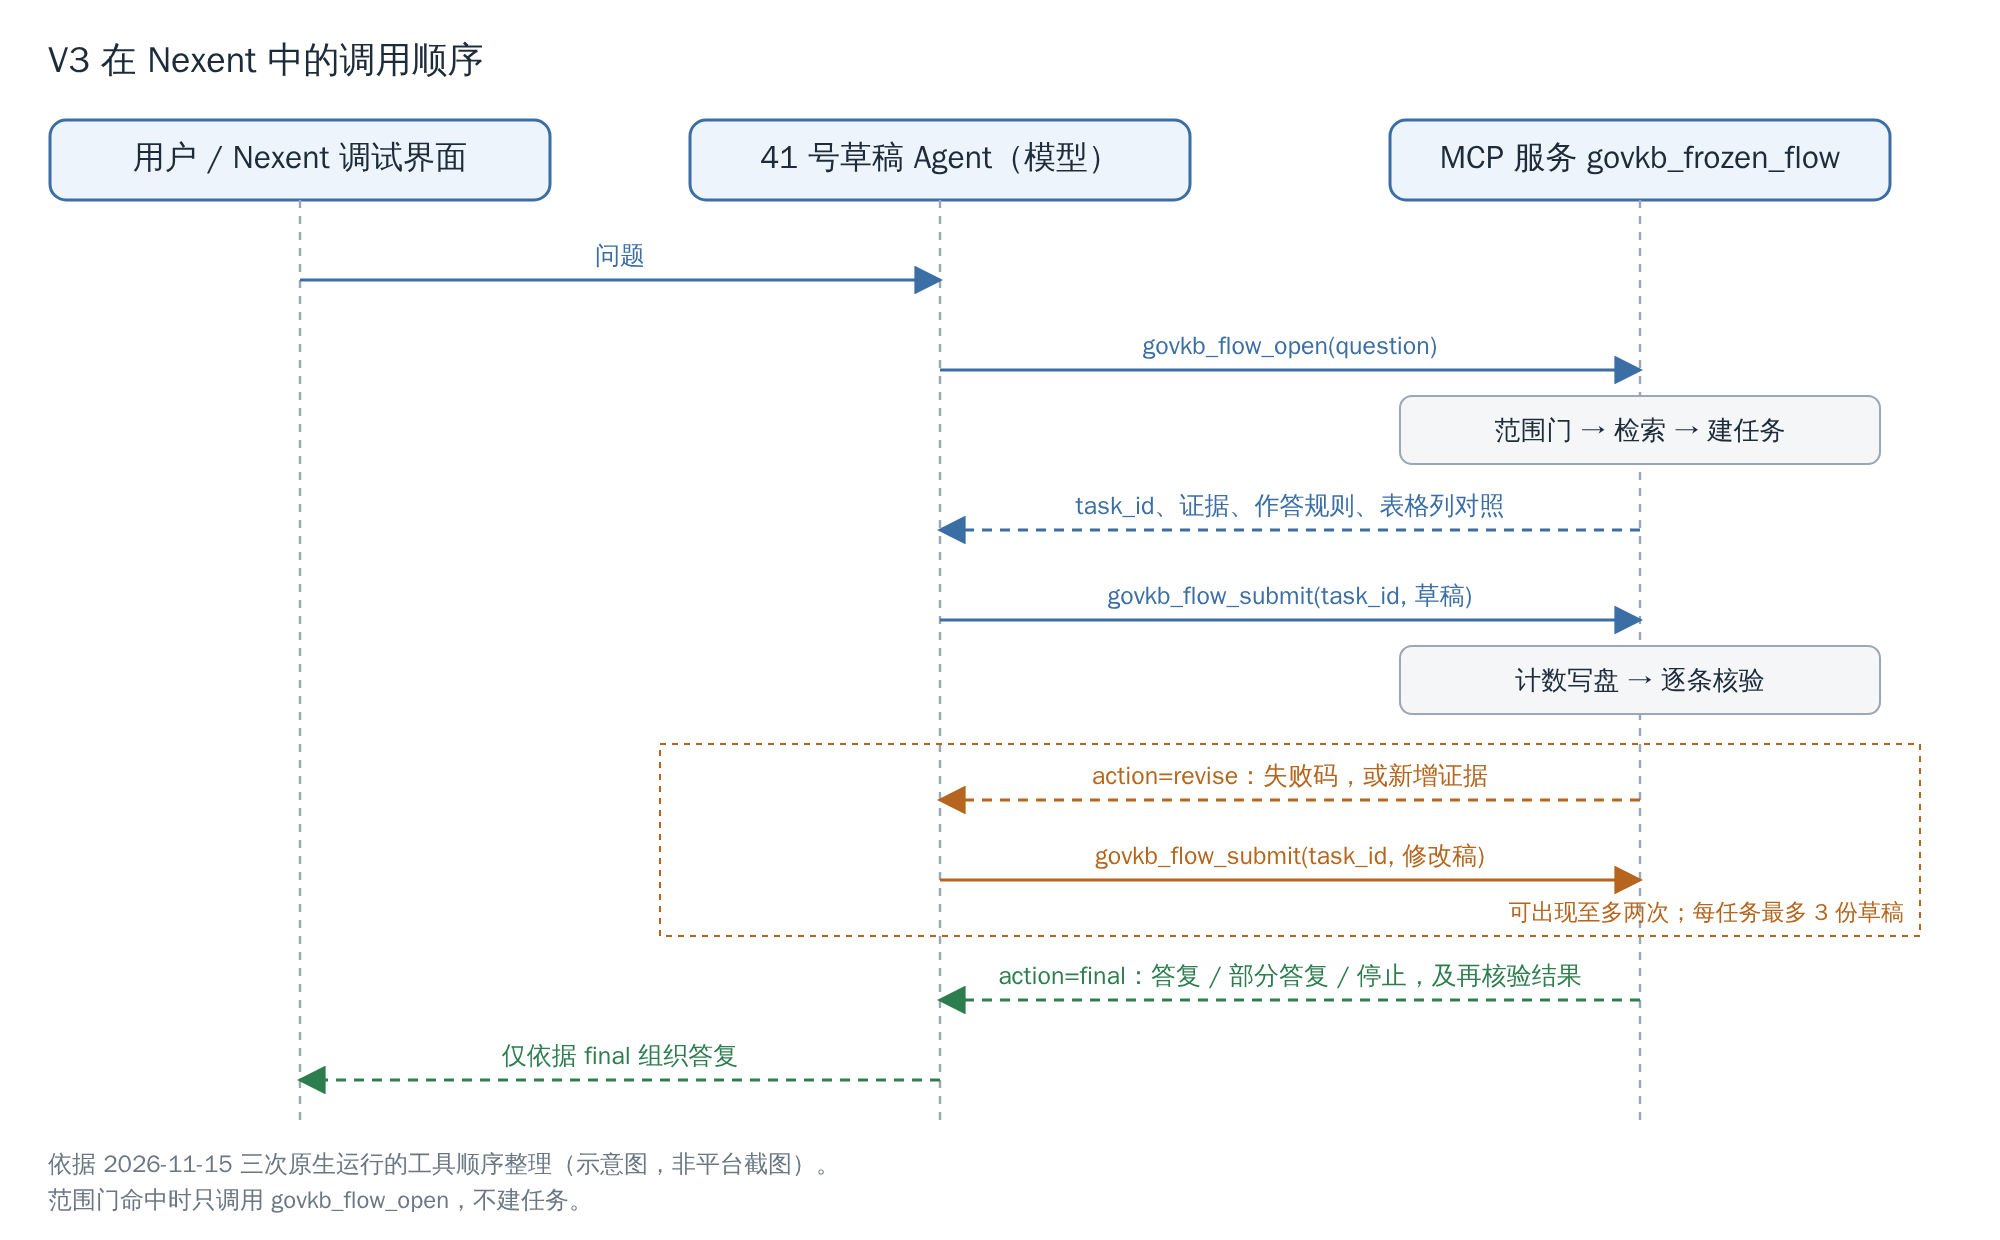 V3 在 Nexent 中的调用顺序
用户 / Nexent 调试界面
41 号草稿 Agent（模型）
MCP 服务 govkb_frozen_flow
问题
govkb_flow_open(question)
范围门 → 检索 → 建任务
task_id、证据、作答规则、表格列对照
govkb_flow_submit(task_id, 草稿)
计数写盘 → 逐条核验
action=revise：失败码，或新增证据
govkb_flow_submit(task_id, 修改稿)
可出现至多两次；每任务最多 3 份草稿
action=final：答复 / 部分答复 / 停止，及再核验结果
仅依据 final 组织答复
依据 2026-11-15 三次原生运行的工具顺序整理（示意图，非平台截图）。
范围门命中时只调用 govkb_flow_open，不建任务。